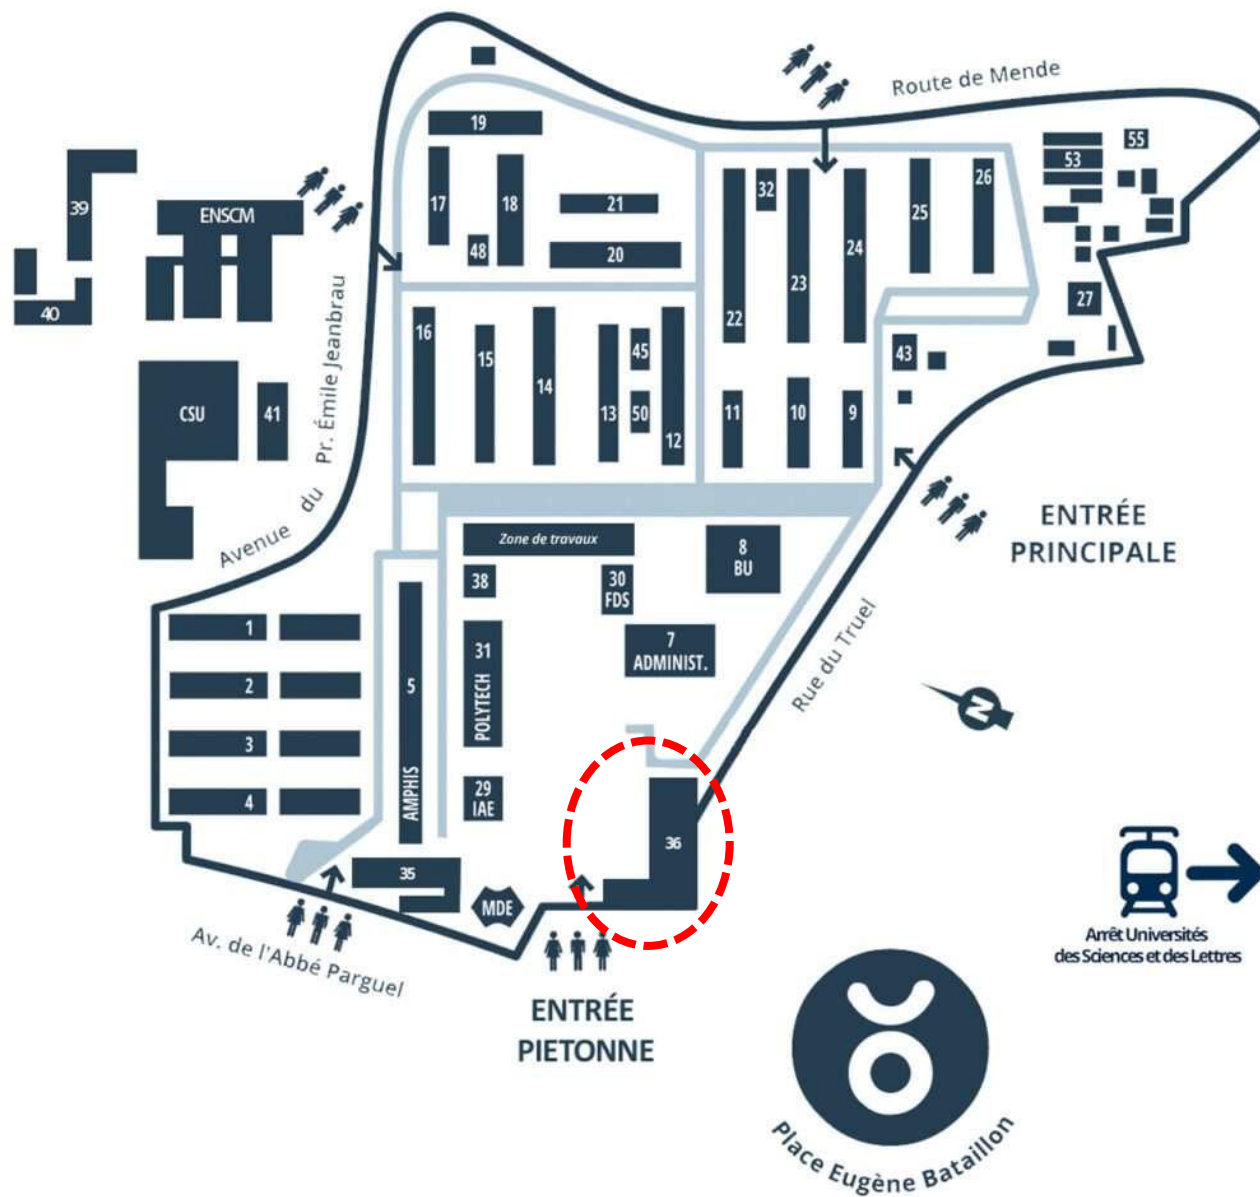 Route de Mende
19
55
53
39
17
18
32
26
25
ENSCM
21
48
20
24
23
27
40
22
16
15
45
43
14
CSU
41
13
50
12
11
10
9
Avenue du Pr. Émile Jeanbrau
ENTRÉE
PRINCIPALE
Zone de travaux
8
BU
38
30
FDS
1
31
POLYTECH
7
ADMINIST.
Rue du Truel
2
5
AMPHIS
N
3
4
29
IAE
36
35
MDE
Av. de l'Abbé Parguel
Arrêt Universités
des Sciences et des Lettres
ENTRÉE
PIETONNE
Place Eugène Bataillon